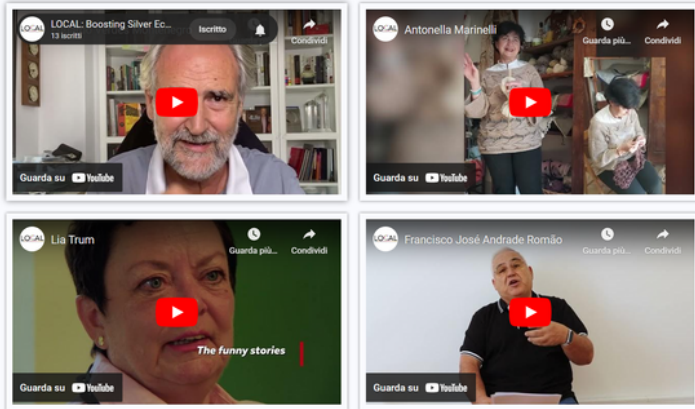 LOCAL
LOCAL: Boosting Silver Ec...
13 iscritti
Iscritto
Condividi
Guarda su YouTube
LOCAL
Antonella Marinelli
Guarda più...
Condividi
Guarda su YouTube
LOCAL
Lia Trum
Guarda più...
Condividi
The funny stories
Guarda su YouTube
LOCAL
Francisco José Andrade Romão
Guarda più...
Condividi
Guarda su YouTube